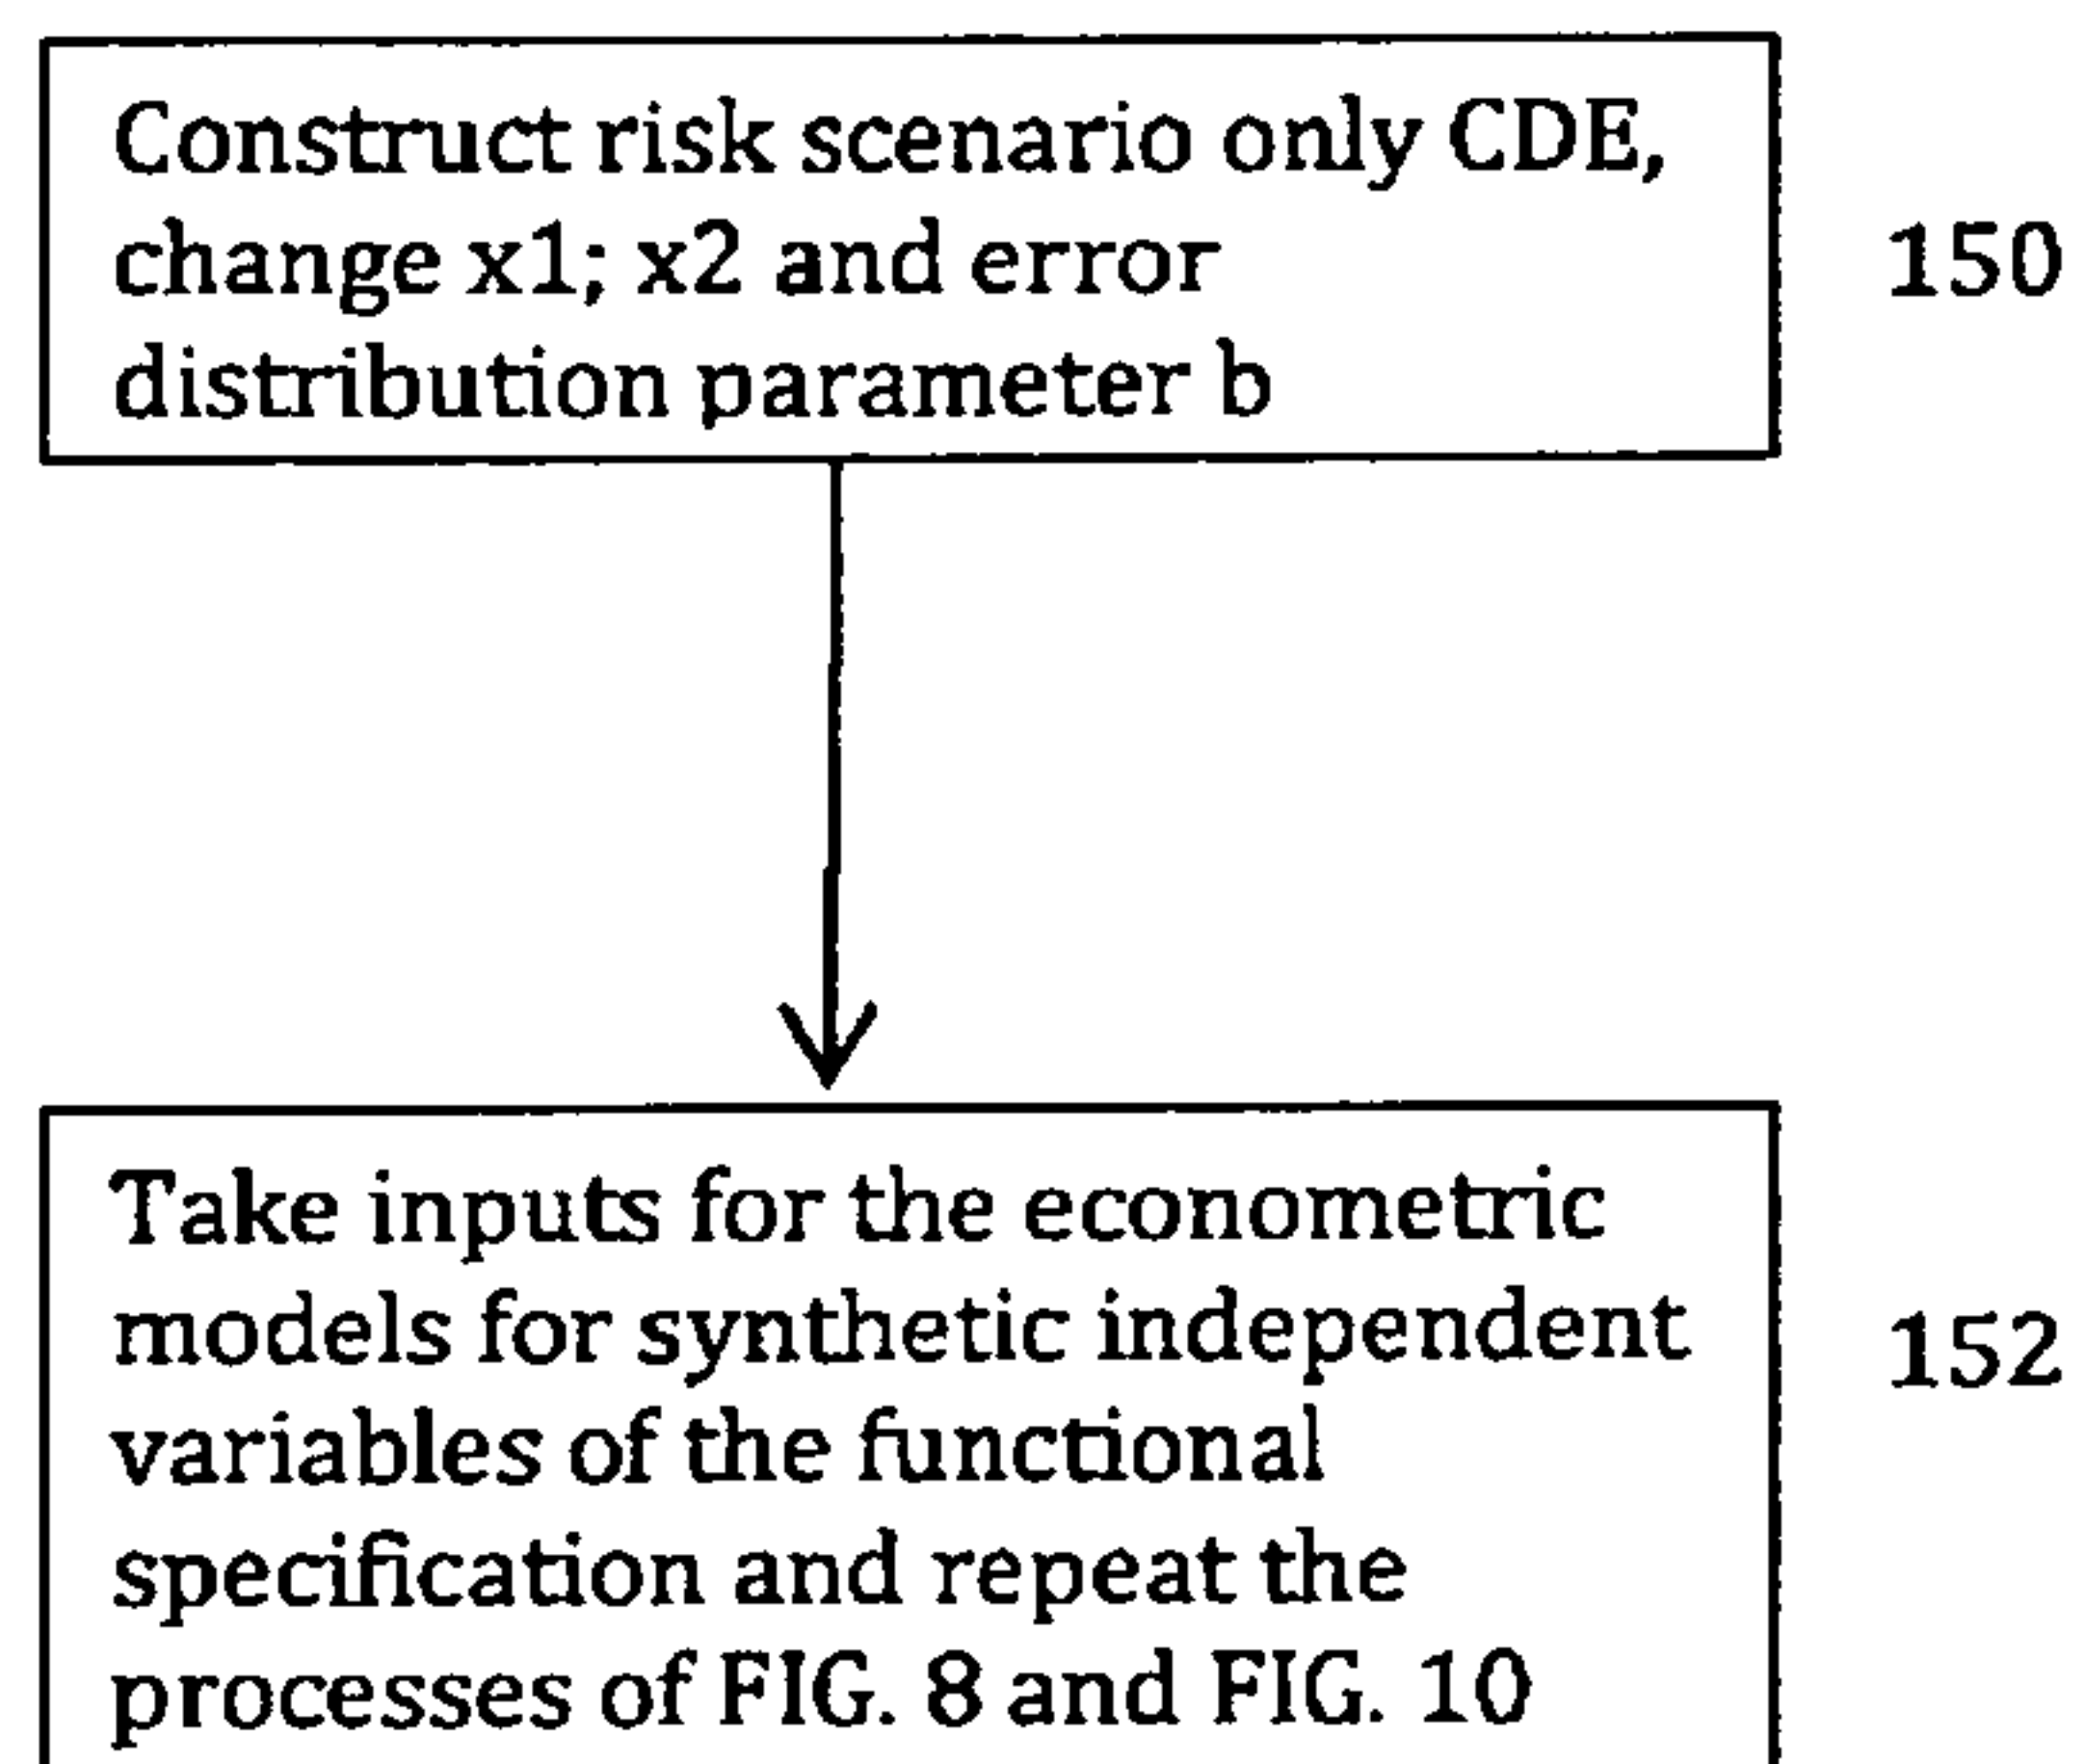 Construct risk scenario only CDE,
change x1; x2 and error
distribution parameter b
150
Take inputs for the econometric
models for synthetic independent
variables of the functional
specification and repeat the
processes of FIG. 8 and FIG. 10
152